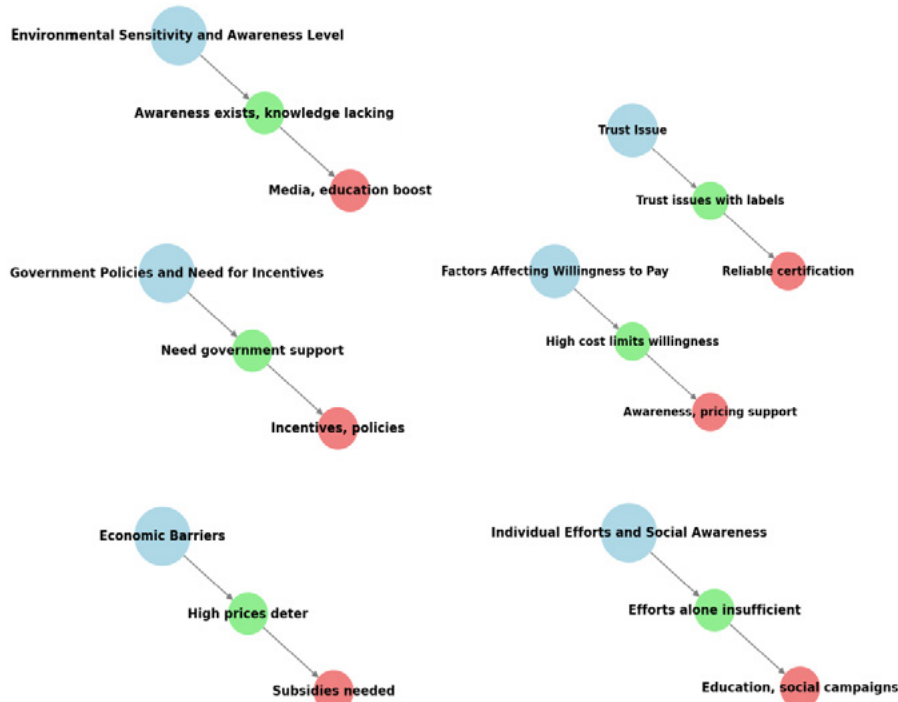 Environmental Sensitivity and Awareness Level
Awareness exists, knowledge lacking
Media, education boost
Trust Issue
Trust issues with labels
Reliable certification
Government Policies and Need for Incentives
Need government support
Incentives, policies
Factors Affecting Willingness to Pay
High cost limits willingness
Awareness, pricing support
Economic Barriers
High prices deter
Subsidies needed
Individual Efforts and Social Awareness
Efforts alone insufficient
Education, social campaigns